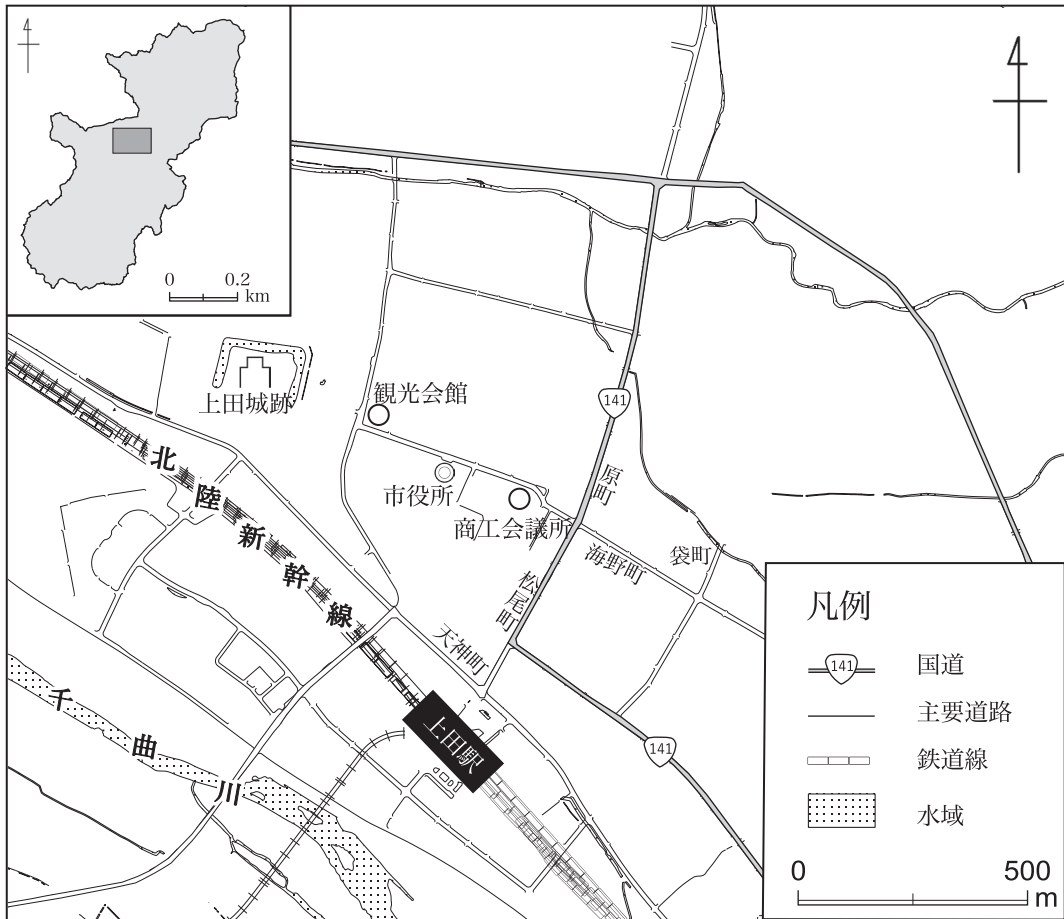 4
0 0.2
km
4
上田城跡
観光会館
141
原町
市役所
商工会議所
海野町
袋町
松尾町
天神町
北陸新幹線
上田駅
千曲川
141
凡例
141 国道
主要道路
鉄道線
水域
0 500
m